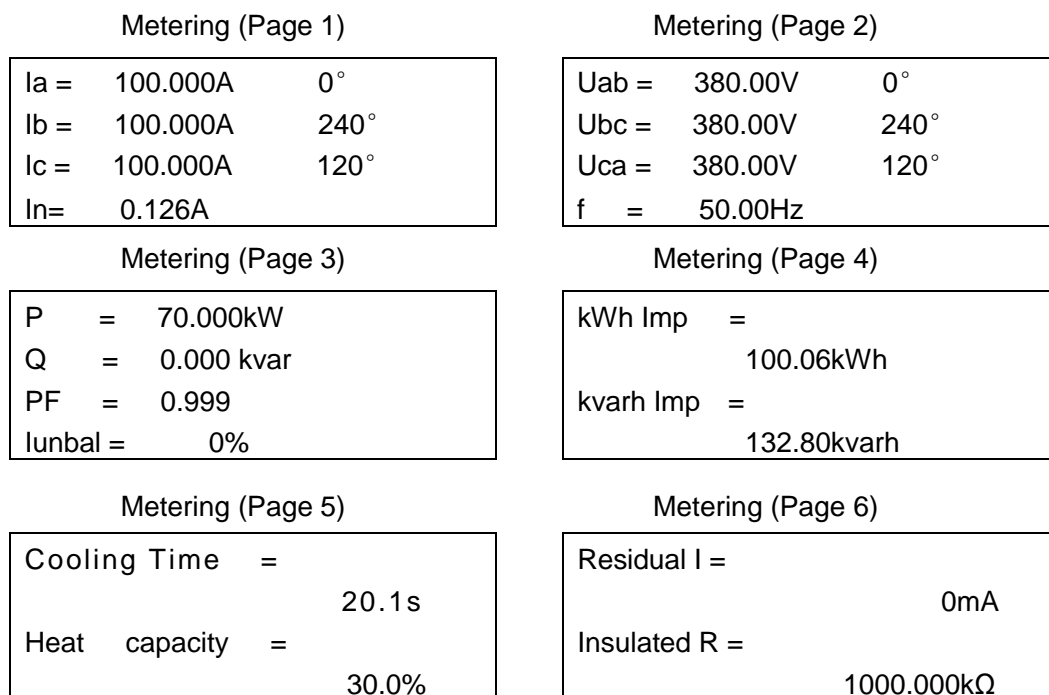 Metering (Page 1)
Ia = 100.000A 0°
Ib = 100.000A 240°
Ic = 100.000A 120°
In= 0.126A
Metering (Page 2)
Uab = 380.00V 0°
Ubc = 380.00V 240°
Uca = 380.00V 120°
f = 50.00Hz
Metering (Page 3)
P = 70.000kW
Q = 0.000 kvar
PF = 0.999
Iunbal = 0%
Metering (Page 4)
kWh Imp =
100.06kWh
kvarh Imp =
132.80kvarh
Metering (Page 5)
Cooling Time =
20.1s
Heat capacity =
30.0%
Metering (Page 6)
Residual I =
0mA
Insulated R =
1000.000kΩ